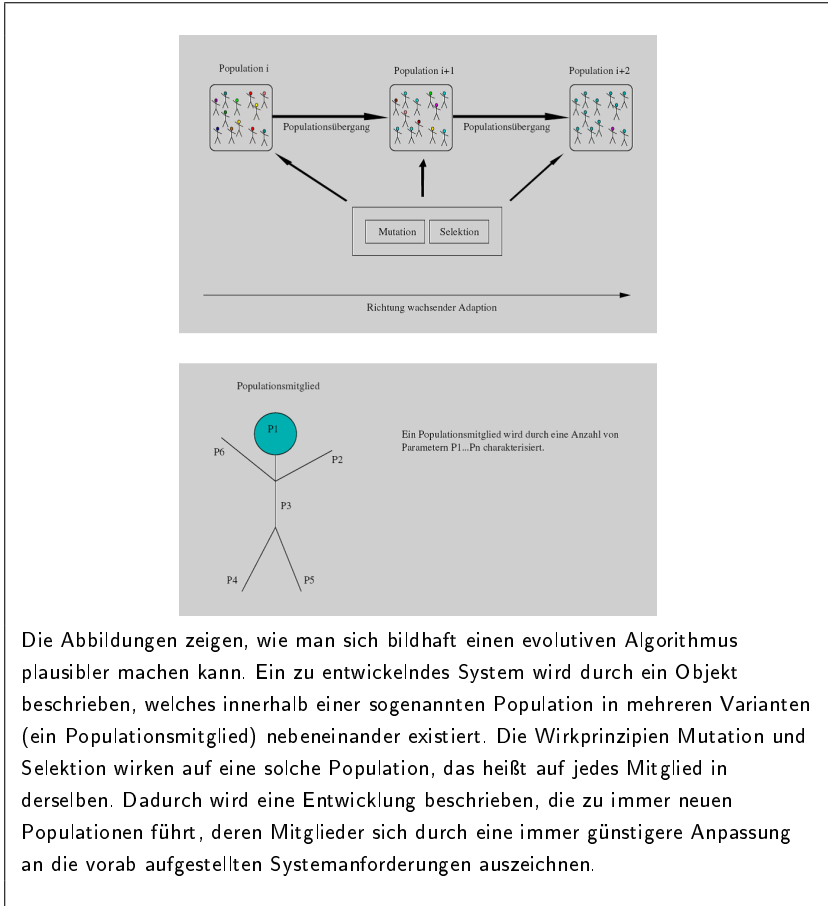 Population i
Population i+1
Population i+2
Populationsübergang
Populationsübergang
Mutation
Selektion
Richtung wachsender Adaption
Populationsmitglied
P1
P6
P2
P3
P4
P5
Ein Populationsmitglied wird durch eine Anzahl von
Parametern P1...Pn charakterisiert.
Die Abbildungen zeigen, wie man sich bildhaft einen evolutiven Algorithmus
plausibler machen kann. Ein zu entwickelndes System wird durch ein Objekt
beschrieben, welches innerhalb einer sogenannten Population in mehreren Varianten
(ein Populationsmitglied) nebeneinander existiert. Die Wirkprinzipien Mutation und
Selektion wirken auf eine solche Population, das heißt auf jedes Mitglied in
derselben. Dadurch wird eine Entwicklung beschrieben, die zu immer neuen
Populationen führt, deren Mitglieder sich durch eine immer günstigere Anpassung
an die vorab aufgestellten Systemanforderungen auszeichnen.